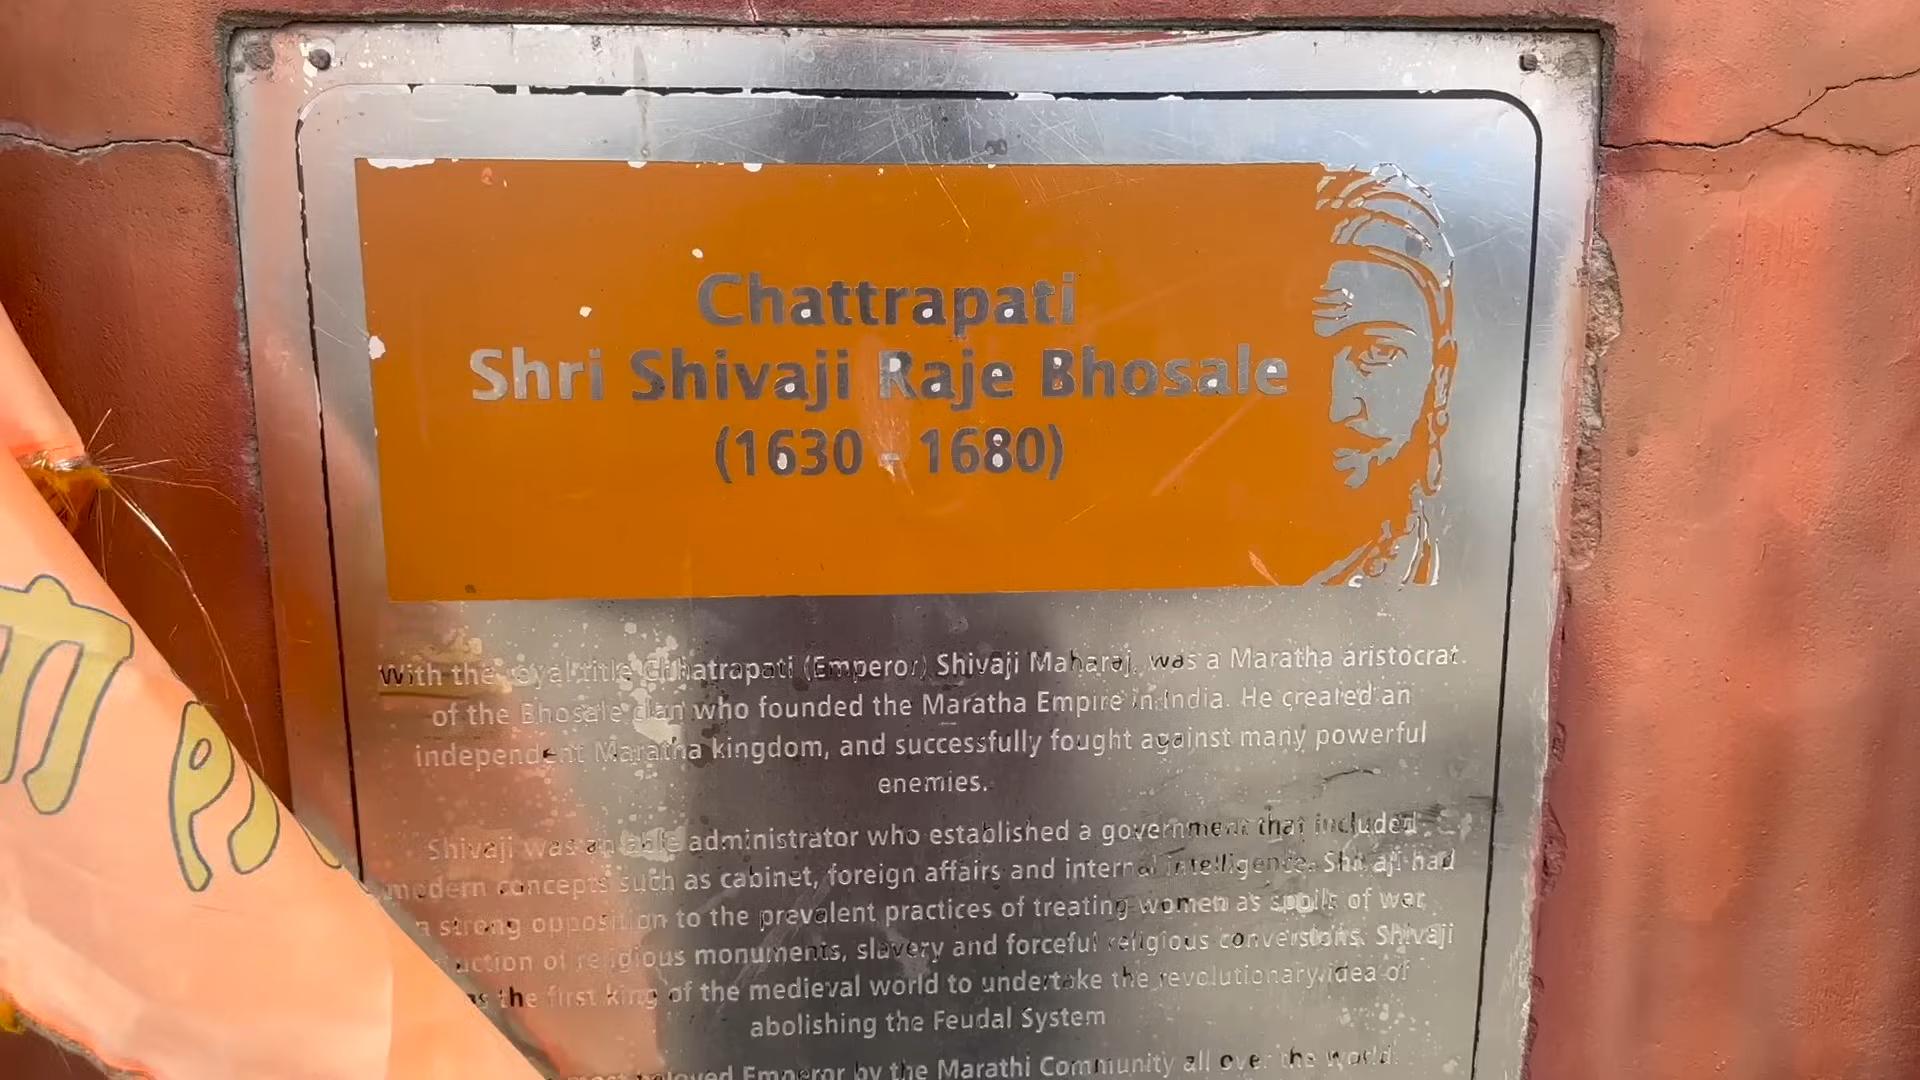 Chattrapati
Shri Shivaji Raje Bhosale
(1630 - 1680)
With the royal title Chhatrapati (Emperor) Shivaji Maharaj, was a Maratha aristocrat.
of the Bhosale clan who founded the Maratha Empire in India. He created an
independent Maratha kingdom, and successfully fought against many powerful
enemies.
Shivaji was an able administrator who established a government that included
modern concepts such as cabinet, foreign affairs and internal intelligence. Shivaji had
a strong opposition to the prevalent practices of treating women as spoils of war,
of religious monuments, slavery and forceful religious conversions. Shivaji
the first king of the medieval world to undertake the revolutionary idea of
abolishing the Feudal System
most beloved Emperor by the Marathi Community all over the world.